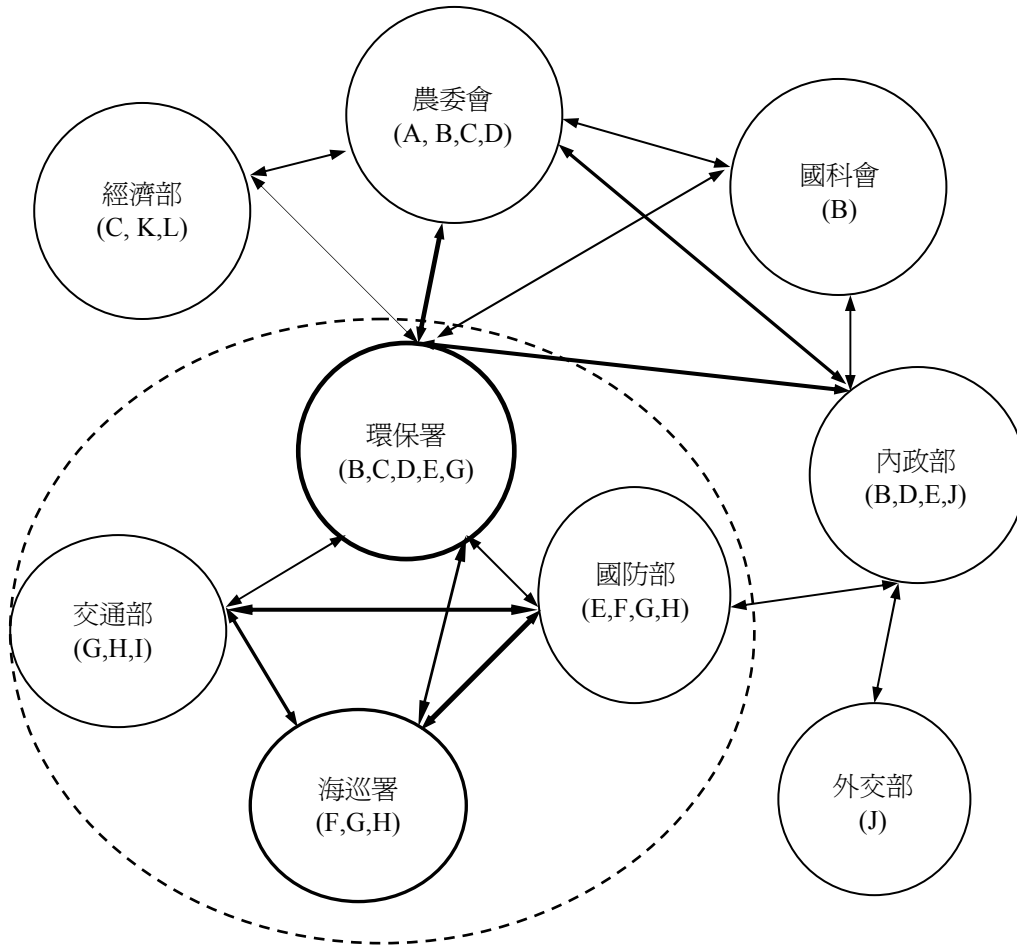 農委會
(A, B,C,D)
經濟部
(C, K,L)
國科會
(B)
環保署
(B,C,D,E,G)
內政部
(B,D,E,J)
國防部
(E,F,G,H)
交通部
(G,H,I)
海巡署
(F,G,H)
外交部
(J)